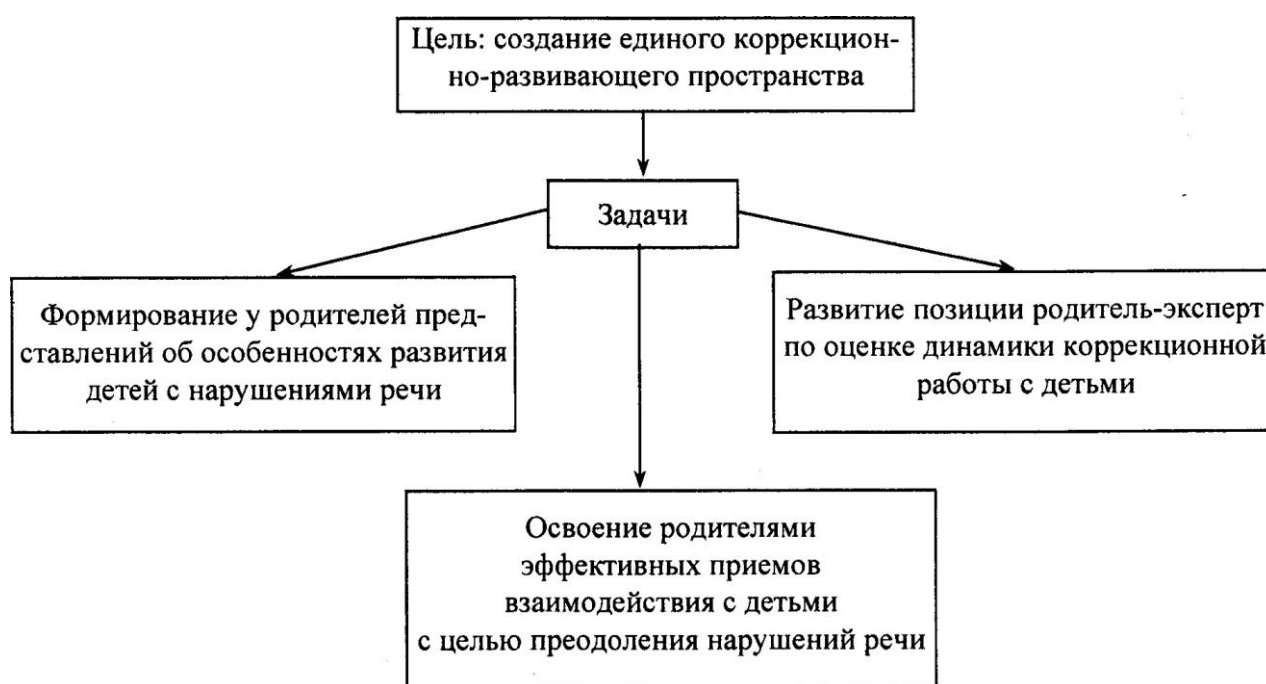 Цель: создание единого коррекцион-
но-развивающего пространства
Задачи
Формирование у родителей пред-
ставлений об особенностях развития
детей с нарушениями речи
Развитие позиции родитель-эксперт
по оценке динамики коррекционной
работы с детьми
Освоение родителями
эффективных приемов
взаимодействия с детьми
с целью преодоления нарушений речи